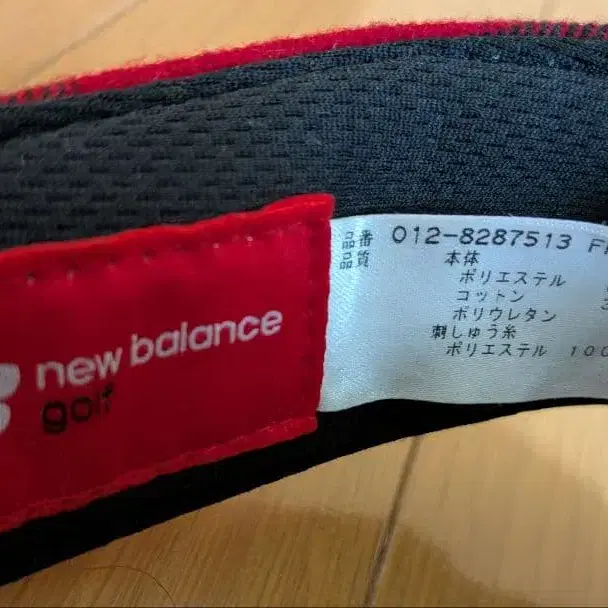 new balance
golf
品番 012-8287513 FR
品質
本体
ポリエステル
コットン
ポリウレタン
刺しゅう糸
ポリエステル 100